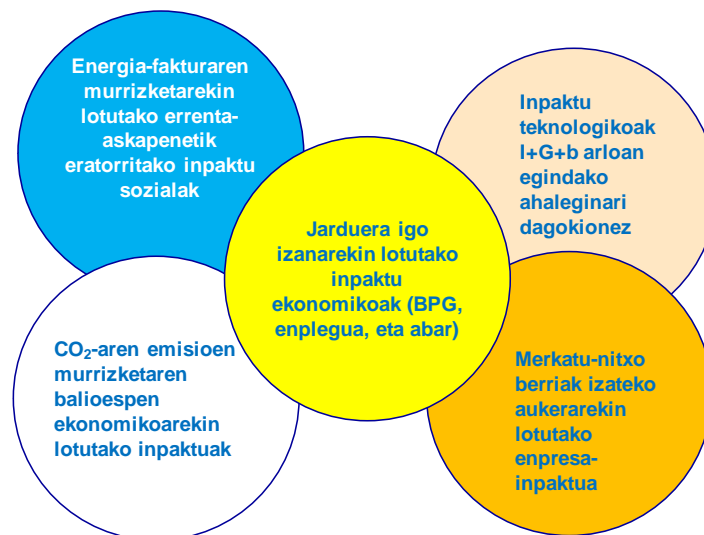 Energia-fakturaren
murrizketarekin
lotutako errenta-
askapenetik
eratorritako inpaktu
sozialak
Inpaktu
teknologikoak
I+G+b arloan
egindako
ahaleginari
dagokionez
Jarduera igo
izanarekin lotutako
inpaktu
ekonomikoak (BPG,
enplegua, eta abar)
CO₂-aren emisioen
murrizketaren
balioespen
ekonomikoarekin
lotutako inpaktuak
Merkatu-nitxo
berriak izateko
aukerarekin
lotutako
enpresa-
inpaktua